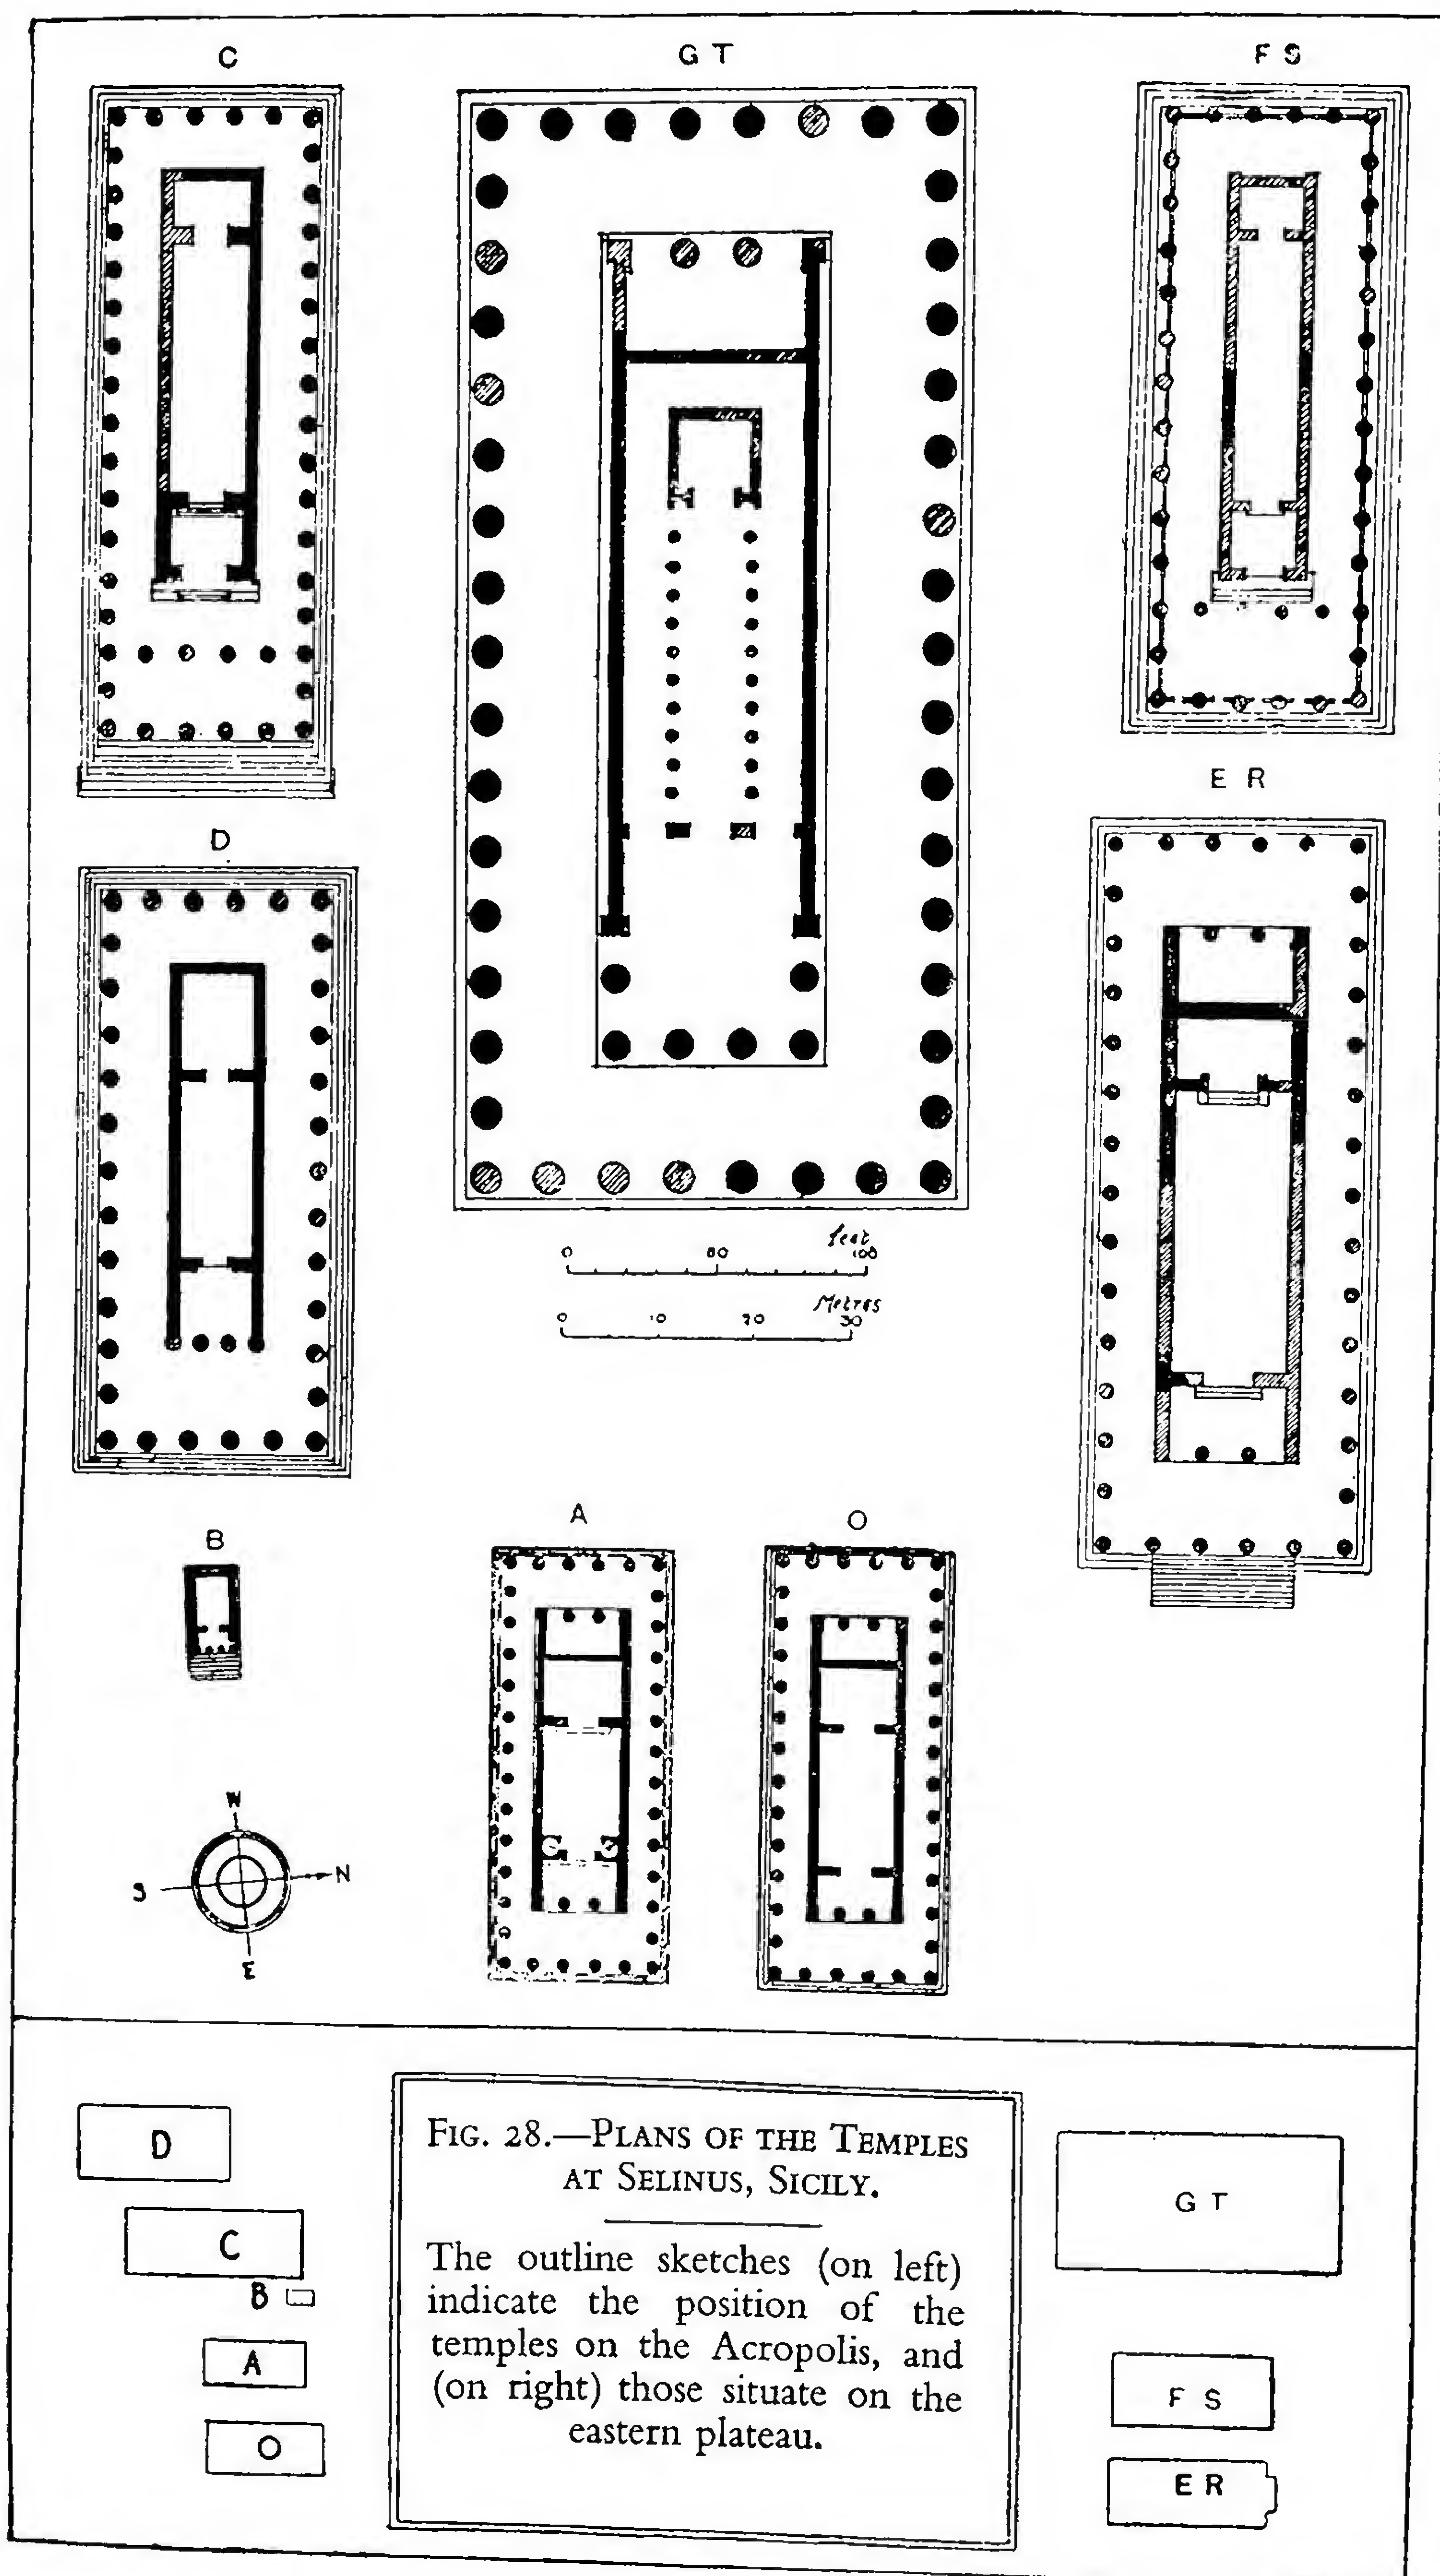 C
G T
F S
E R
D
feet
0
50
100
Metres
0
10
20
30
B
A
O
W
S
N
E
D
C
B
A
O
FIG. 28.—PLANS OF THE TEMPLES
AT SELINUS, SICILY.
The outline sketches (on left)
indicate the position of the
temples on the Acropolis, and
(on right) those situate on the
eastern plateau.
G T
F S
E R